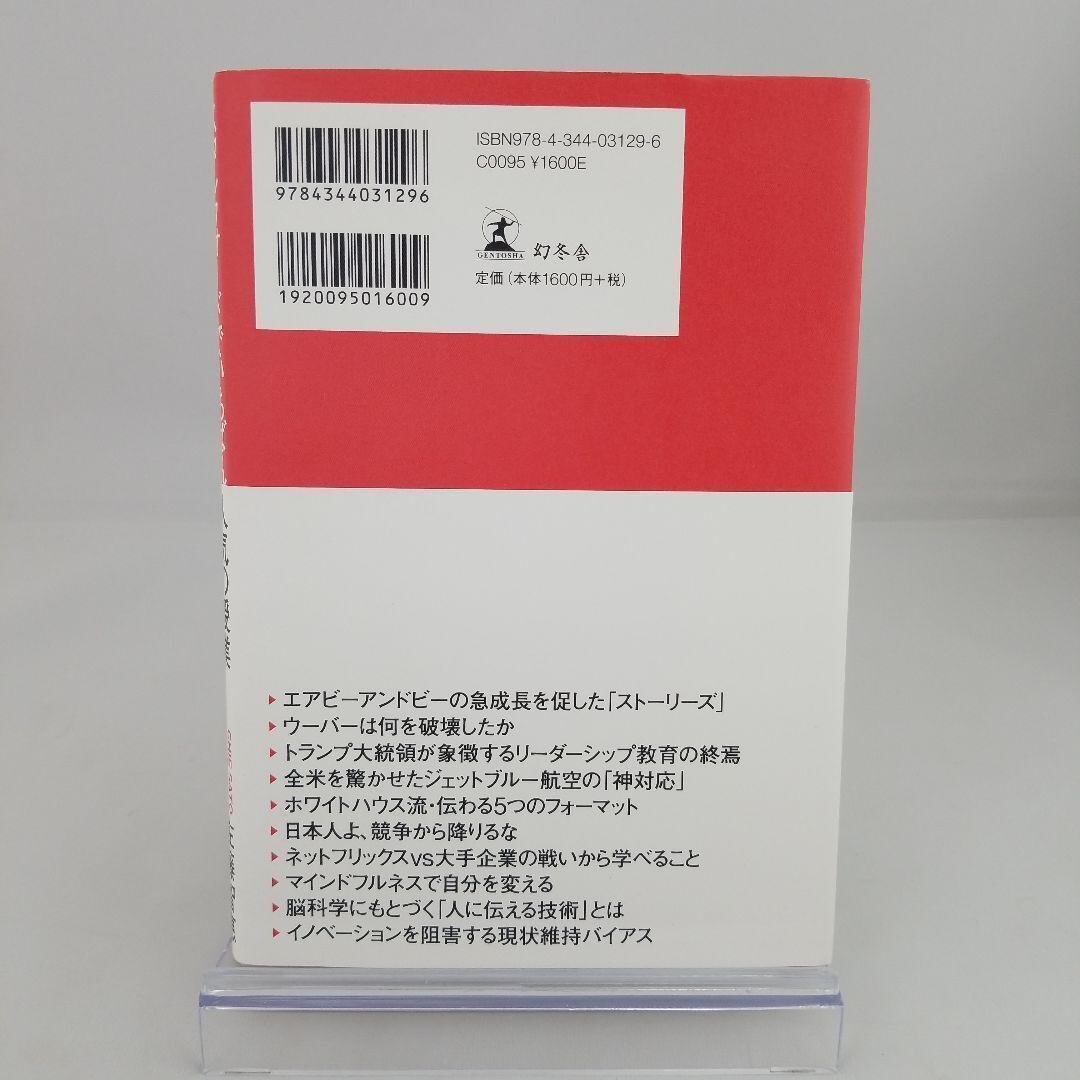 ISBN978-4-344-03129-6
C0095 ¥1600E
9784344031296
GENTOSHA
幻冬舎
定価(本体1600円+税)
1920095016009
エアビーアンドビーの急成長を促した「ストーリーズ」
ウーバーは何を破壊したか
トランプ大統領が象徴するリーダーシップ教育の終焉
全米を驚かせたジェットブルー航空の「神対応」
ホワイトハウス流・伝わる5つのフォーマット
日本人よ、競争から降りるな
ネットフリックスvs大手企業の戦いから学べること
マインドフルネスで自分を変える
脳科学にもとづく「人に伝える技術」とは
イノベーションを阻害する現状維持バイアス